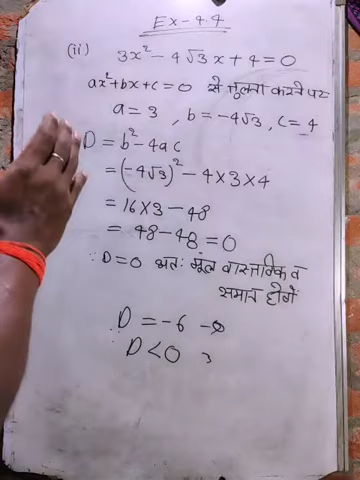 Ex-4.4
(ii) 3x² - 4√3x + 4 = 0
ax²+bx+c=0 से तुलना करने पर
a = 3, b = -4√3, c = 4
D = b² - 4ac
= (-4√3)² - 4×3×4
= 16×3 - 48
= 48 - 48 = 0
∵ D = 0 अतः मूल वास्तविक व
समान होंगे
∴ D = -6
∴ D < 0